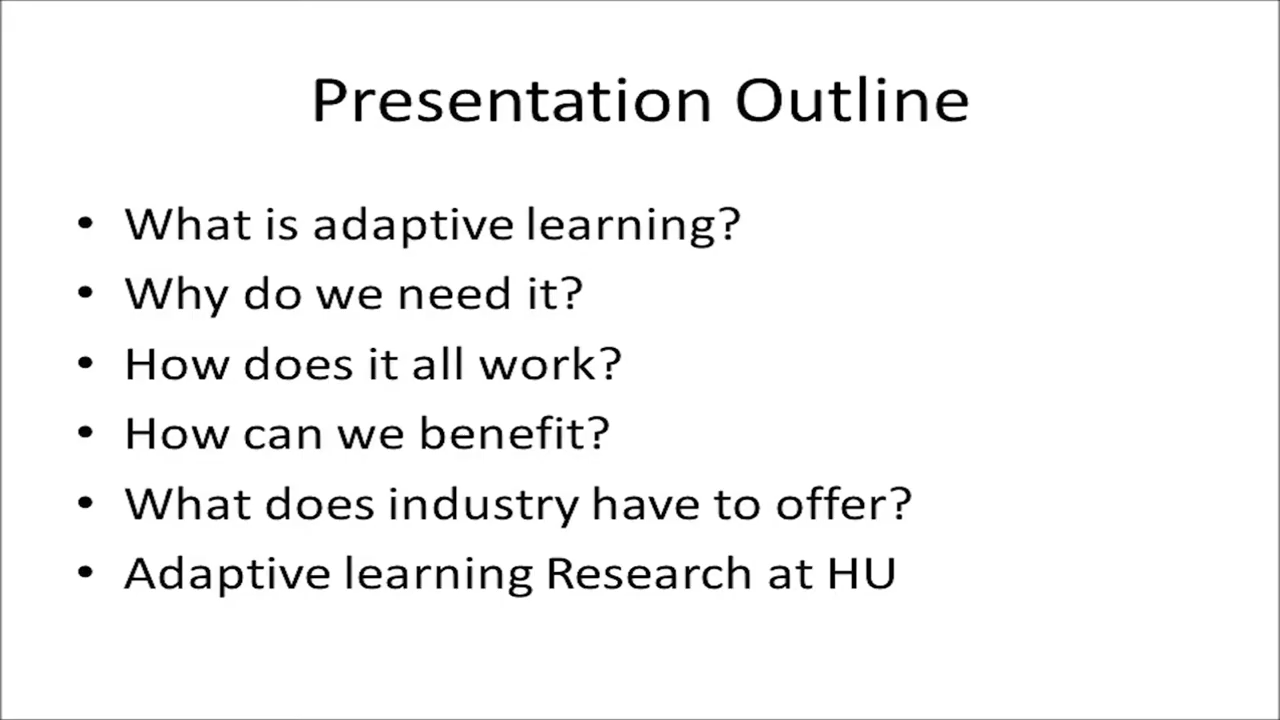 Presentation Outline
• What is adaptive learning?
• Why do we need it?
• How does it all work?
• How can we benefit?
• What does industry have to offer?
• Adaptive learning Research at HU